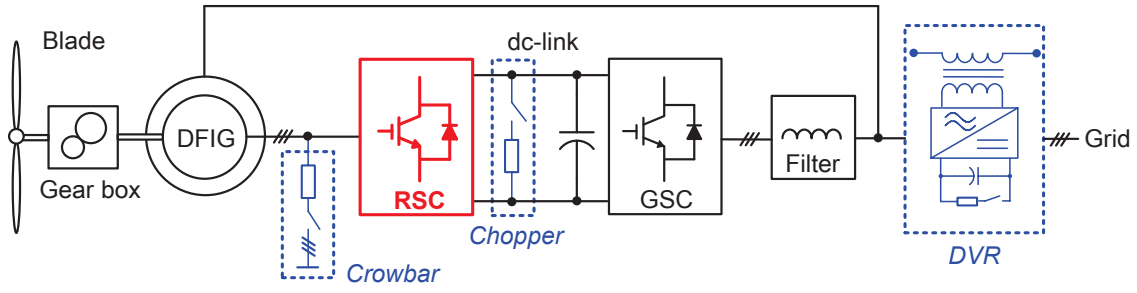 Blade
dc-link
DFIG
Gear box
RSC
GSC
Filter
Grid
Chopper
Crowbar
DVR